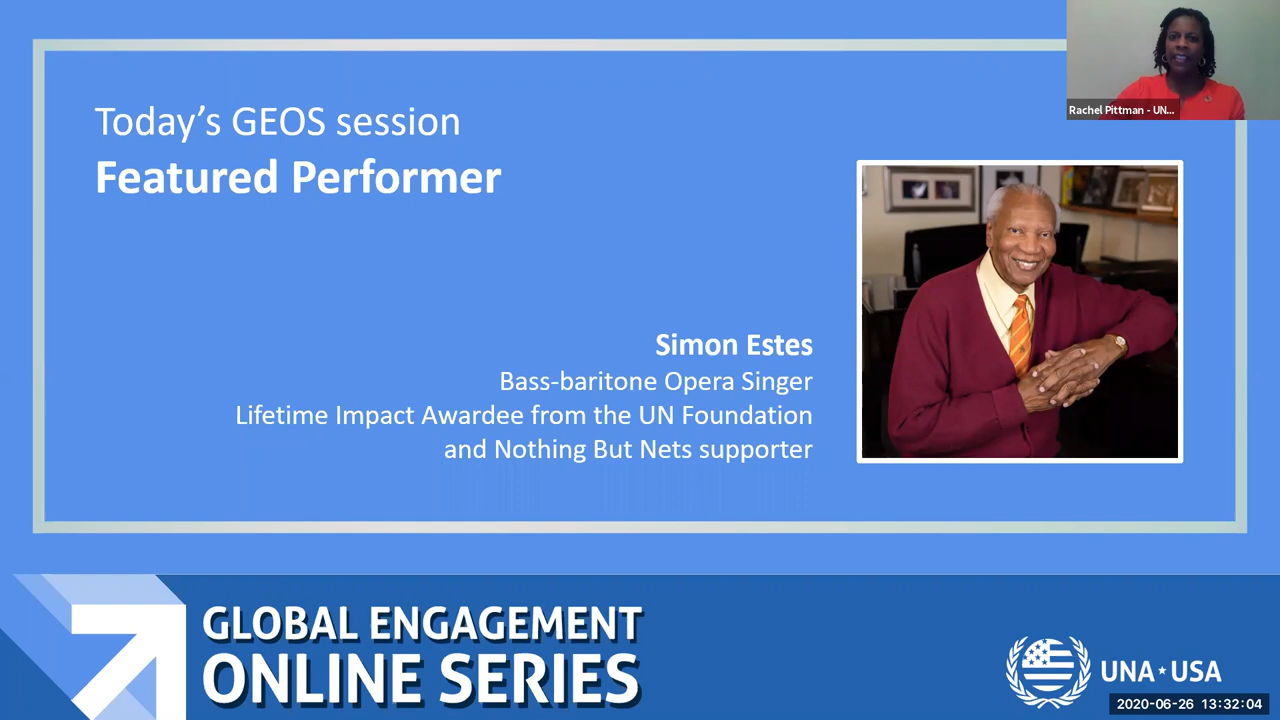 Today's GEOS session
Featured Performer
Rachel Pittman - UN...
Simon Estes
Bass-baritone Opera Singer
Lifetime Impact Awardee from the UN Foundation
and Nothing But Nets supporter
GLOBAL ENGAGEMENT
ONLINE SERIES
UNA★USA
2020-06-26 13:32:04